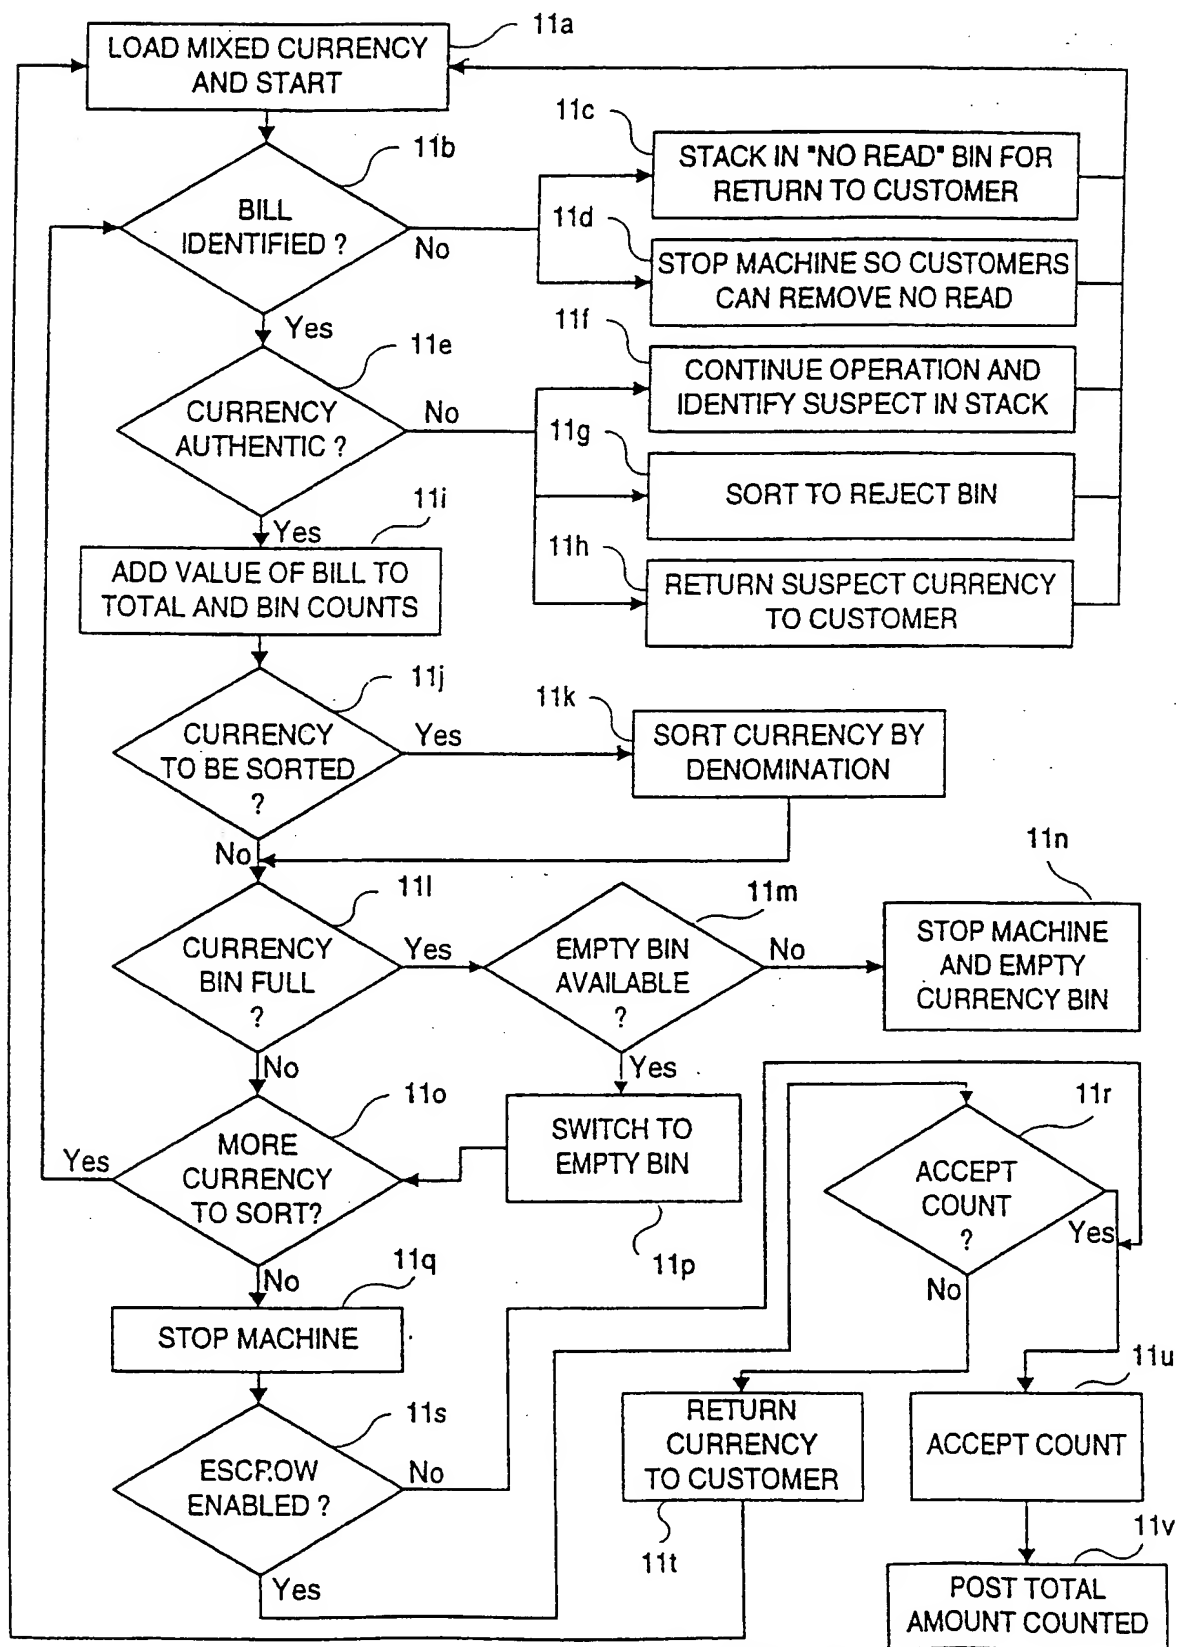 11a
LOAD MIXED CURRENCY
AND START
11b
BILL
IDENTIFIED ?
No
Yes
11c
STACK IN "NO READ" BIN FOR
RETURN TO CUSTOMER
11d
STOP MACHINE SO CUSTOMERS
CAN REMOVE NO READ
11e
CURRENCY
AUTHENTIC ?
No
Yes
11f
CONTINUE OPERATION AND
IDENTIFY SUSPECT IN STACK
11g
SORT TO REJECT BIN
11h
RETURN SUSPECT CURRENCY
TO CUSTOMER
11i
ADD VALUE OF BILL TO
TOTAL AND BIN COUNTS
11j
CURRENCY
TO BE SORTED
?
Yes
No
11k
SORT CURRENCY BY
DENOMINATION
11l
CURRENCY
BIN FULL
?
Yes
No
11m
EMPTY BIN
AVAILABLE
?
No
Yes
11n
STOP MACHINE
AND EMPTY
CURRENCY BIN
11o
MORE
CURRENCY
TO SORT?
Yes
No
SWITCH TO
EMPTY BIN
11p
11r
ACCEPT
COUNT
?
Yes
No
11q
STOP MACHINE
11s
ESCROW
ENABLED ?
No
Yes
RETURN
CURRENCY
TO CUSTOMER
11t
11u
ACCEPT COUNT
11v
POST TOTAL
AMOUNT COUNTED